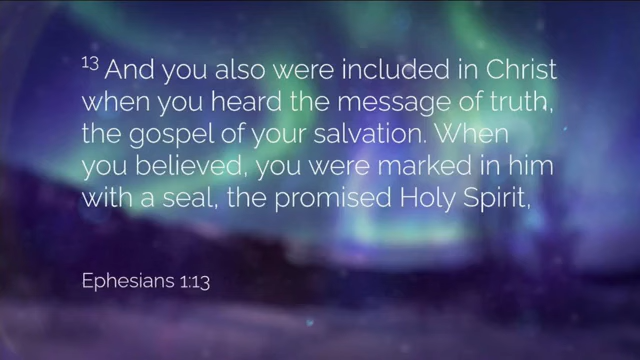 13 And you also were included in Christ
when you heard the message of truth,
the gospel of your salvation. When
you believed, you were marked in him
with a seal, the promised Holy Spirit,
Ephesians 1:13